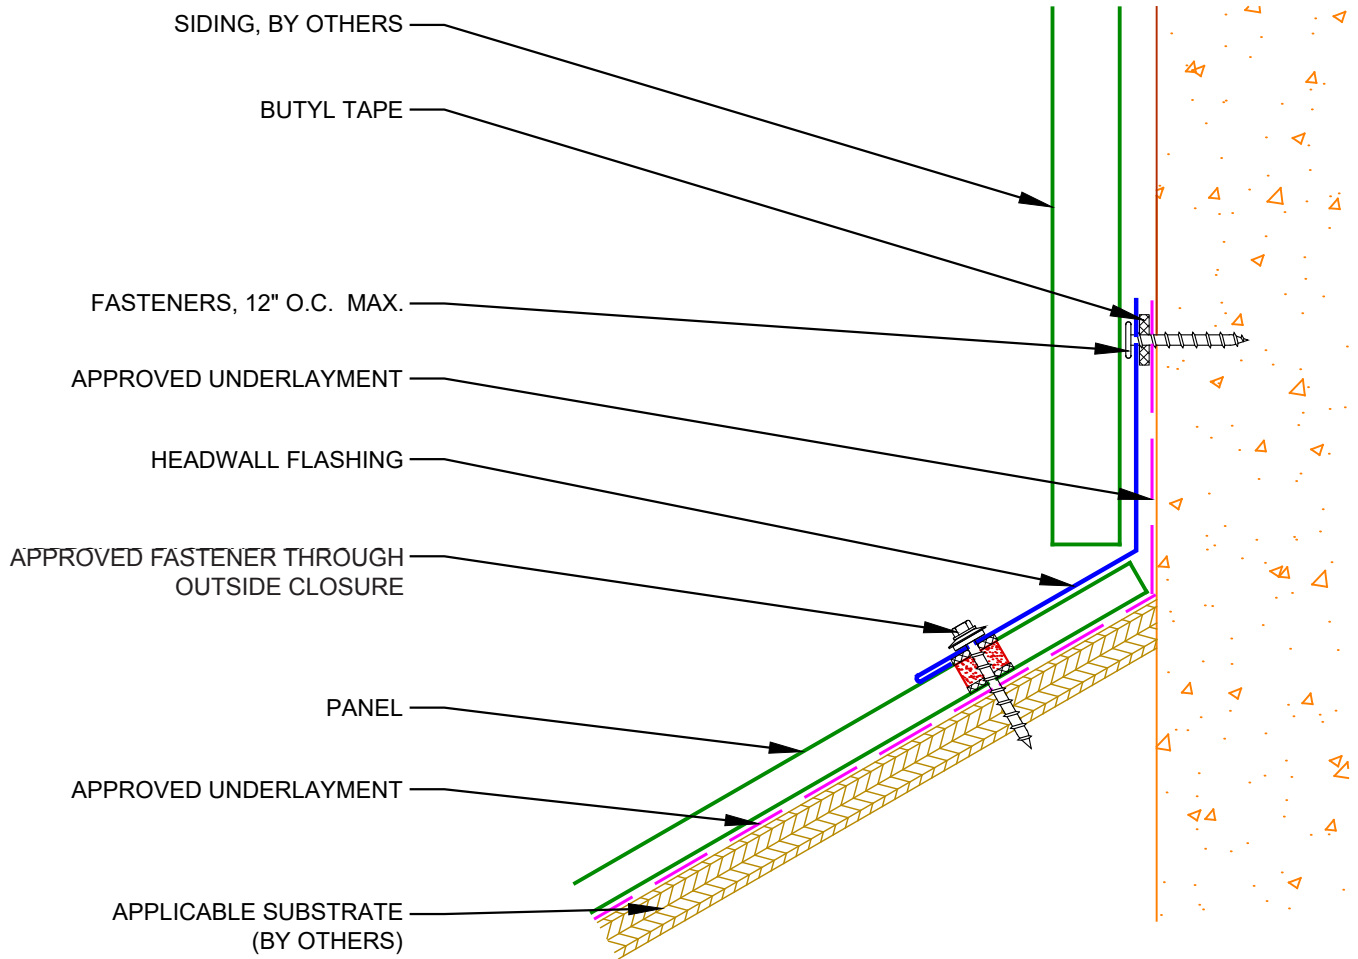 SIDING, BY OTHERS
BUTYL TAPE
FASTENERS, 12" O.C. MAX.
APPROVED UNDERLAYMENT
HEADWALL FLASHING
APPROVED FASTENER THROUGH
OUTSIDE CLOSURE
PANEL
APPROVED UNDERLAYMENT
APPLICABLE SUBSTRATE
(BY OTHERS)